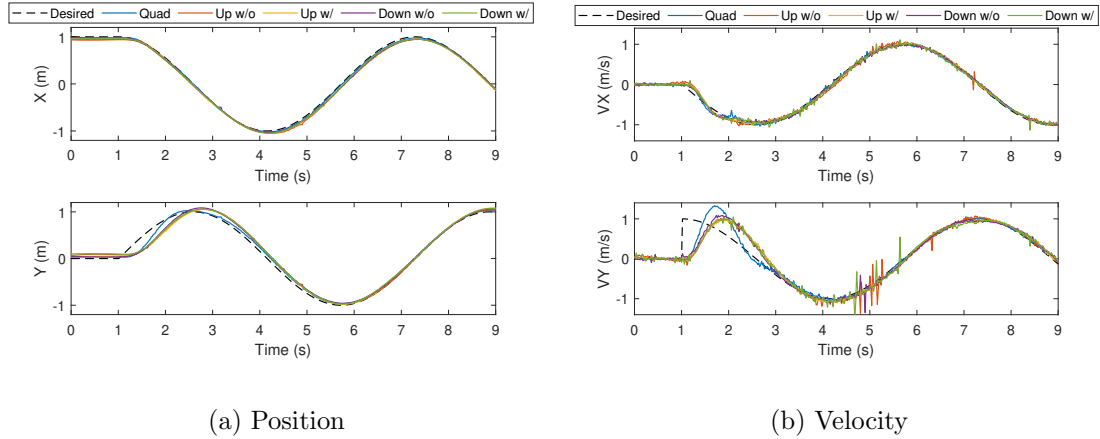 Desired Quad Up w/o Up w/ Down w/o Down w/
1
0
-1
X (m)
0 1 2 3 4 5 6 7 8 9
Time (s)
1
0
-1
Y (m)
0 1 2 3 4 5 6 7 8 9
Time (s)
(a) Position
Desired Quad Up w/o Up w/ Down w/o Down w/
1
0
-1
VX (m/s)
0 1 2 3 4 5 6 7 8 9
Time (s)
1
0
-1
VY (m/s)
0 1 2 3 4 5 6 7 8 9
Time (s)
(b) Velocity